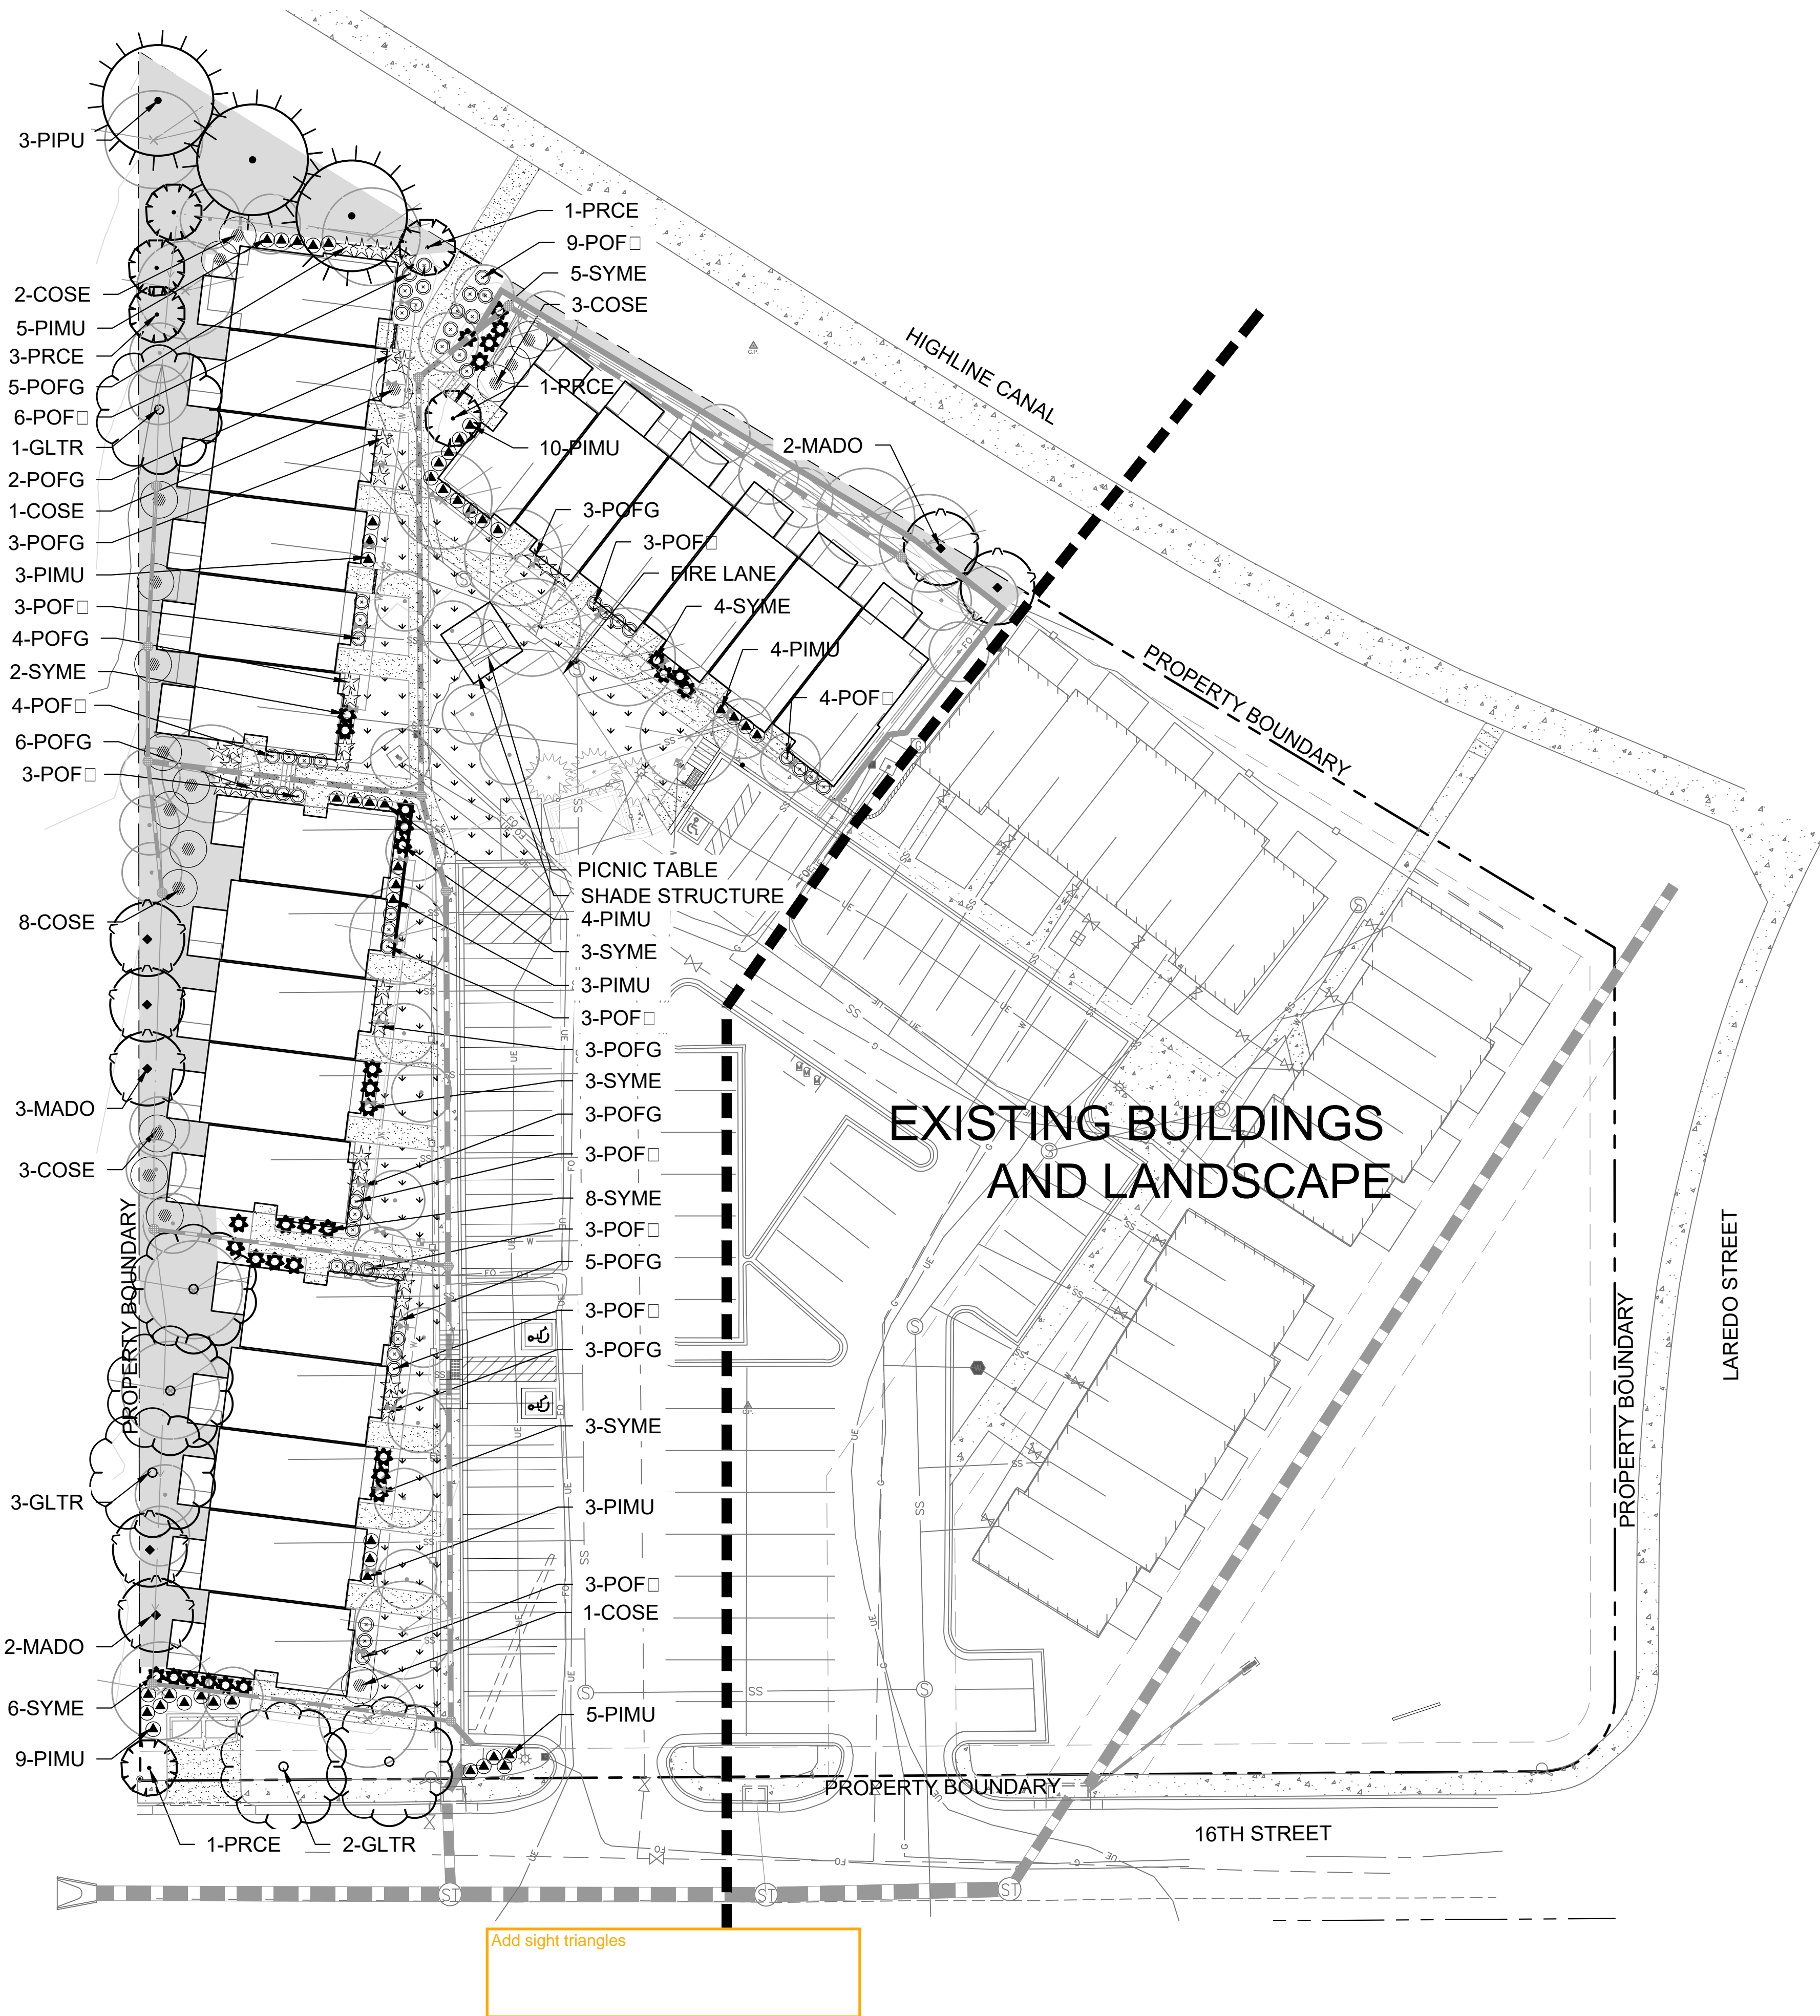 3-PIPU
2-COSE
5-PIMU
3-PRCE
5-POFG
6-POF□
1-GLTR
2-POFG
1-COSE
3-POFG
3-PIMU
3-POF□
4-POFG
2-SYME
4-POF□
6-POFG
3-POF□
8-COSE
3-MADO
3-COSE
PROPERTY BOUNDARY
3-GLTR
2-MADO
6-SYME
9-PIMU
1-PRCE
2-GLTR
1-PRCE
9-POF□
5-SYME
3-COSE
1-PRCE
10-PIMU
2-MADO
3-POFG
3-POF□
FIRE LANE
4-SYME
4-PIMU
4-POF□
PICNIC TABLE
SHADE STRUCTURE
4-PIMU
3-SYME
3-PIMU
3-POF□
3-POFG
3-SYME
3-POFG
3-POF□
8-SYME
3-POF□
5-POFG
3-POF□
3-POFG
3-SYME
3-PIMU
3-POF□
1-COSE
5-PIMU
HIGHLINE CANAL
C.P.
PROPERTY BOUNDARY
EXISTING BUILDINGS
AND LANDSCAPE
LAREDO STREET
PROPERTY BOUNDARY
PROPERTY BOUNDARY
16TH STREET
ST
ST
ST
Add sight triangles